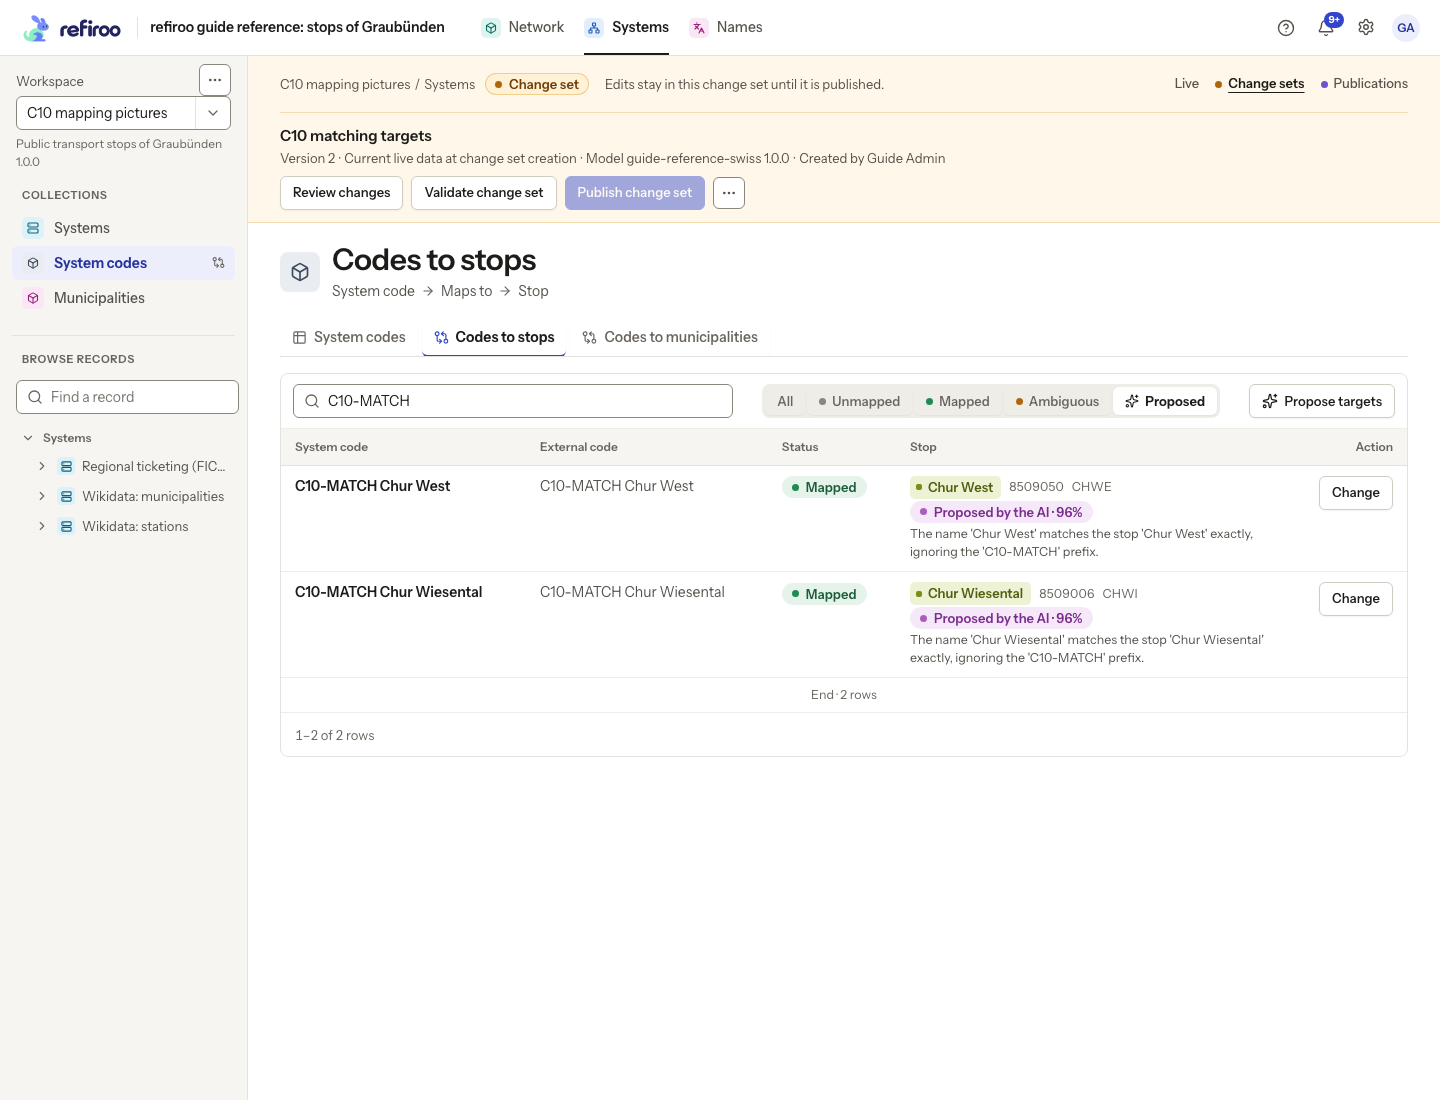 refiroo
refiroo guide reference: stops of Graubünden
Network
Systems
Names
9+
GA
Workspace
C10 mapping pictures
Public transport stops of Graubünden
1.0.0
COLLECTIONS
Systems
System codes
Municipalities
BROWSE RECORDS
Find a record
Systems
Regional ticketing (FIC...
Wikidata: municipalities
Wikidata: stations
C10 mapping pictures / Systems
Change set
Edits stay in this change set until it is published.
Live
Change sets
Publications
C10 matching targets
Version 2 · Current live data at change set creation · Model guide-reference-swiss 1.0.0 · Created by Guide Admin
Review changes
Validate change set
Publish change set
Codes to stops
System code → Maps to → Stop
System codes
Codes to stops
Codes to municipalities
C10-MATCH
All
Unmapped
Mapped
Ambiguous
Proposed
Propose targets
System code
External code
Status
Stop
Action
C10-MATCH Chur West
C10-MATCH Chur West
Mapped
Chur West 8509050 CHWE
Proposed by the AI · 96%
The name 'Chur West' matches the stop 'Chur West' exactly,
ignoring the 'C10-MATCH' prefix.
Change
C10-MATCH Chur Wiesental
C10-MATCH Chur Wiesental
Mapped
Chur Wiesental 8509006 CHWI
Proposed by the AI · 96%
The name 'Chur Wiesental' matches the stop 'Chur Wiesental'
exactly, ignoring the 'C10-MATCH' prefix.
Change
End · 2 rows
1–2 of 2 rows